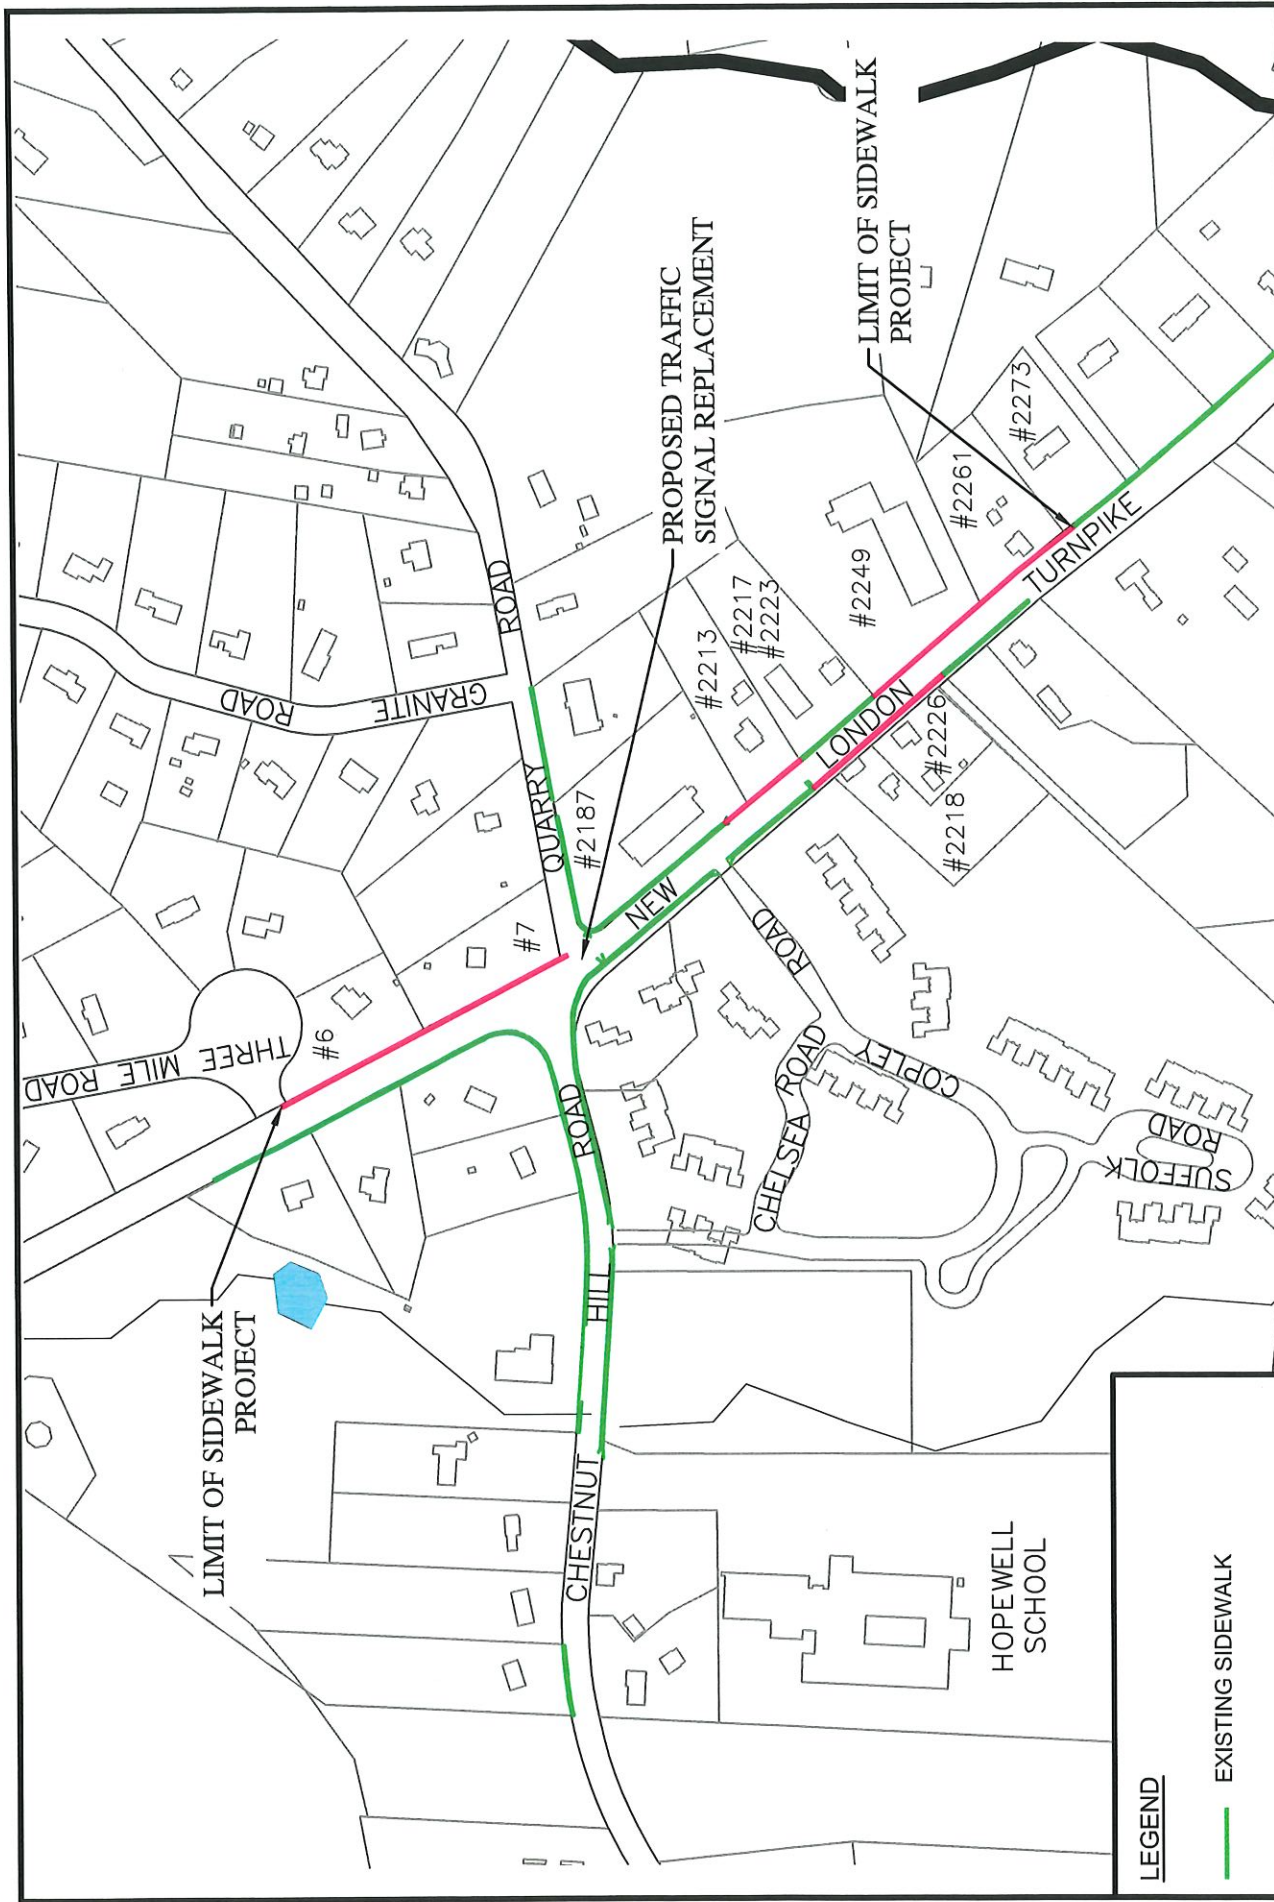 LIMIT OF SIDEWALK
PROJECT
THREE MILE ROAD
#6
#7
GRANITE
ROAD
QUARRY
ROAD
#2187
PROPOSED TRAFFIC
SIGNAL REPLACEMENT
LIMIT OF SIDEWALK
PROJECT
CHESTNUT
HILL
ROAD
NEW
LONDON
TURNPIKE
#2213
#2217
#2223
#2249
#2261
#2273
#2226
#2218
COPLEY
ROAD
CHELSEA ROAD
SUFFOLK
ROAD
HOPEWELL
SCHOOL
LEGEND
EXISTING SIDEWALK